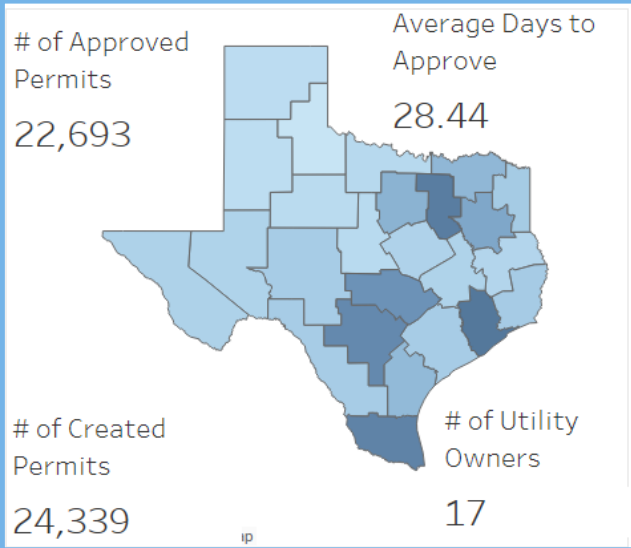 # of Approved
Permits
22,693
Average Days to
Approve
28.44
# of Created
Permits
24,339
# of Utility
Owners
17